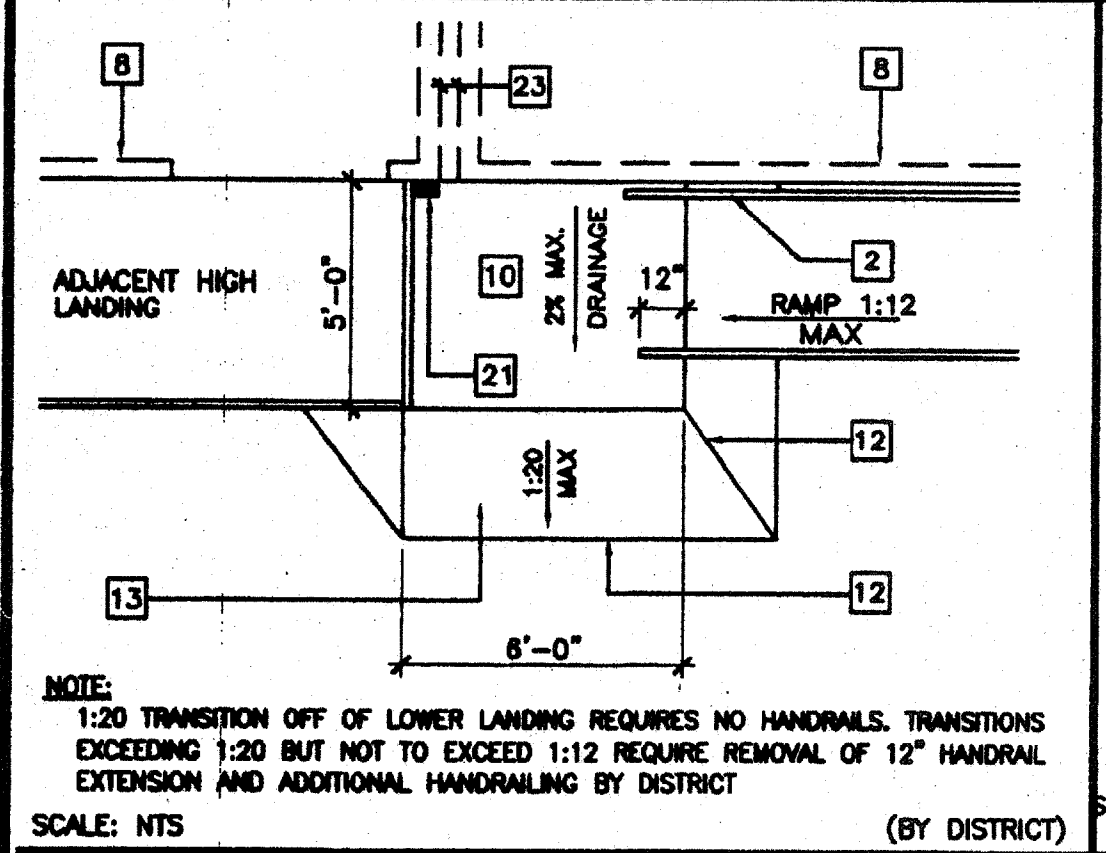 8
8
23
ADJACENT HIGH
LANDING
5'-0"
10
2% MAX.
DRAINAGE
12"
2
RAMP 1:12
MAX
21
12
1:20
MAX
13
12
6'-0"
NOTE:
1:20 TRANSITION OFF OF LOWER LANDING REQUIRES NO HANDRAILS. TRANSITIONS
EXCEEDING 1:20 BUT NOT TO EXCEED 1:12 REQUIRE REMOVAL OF 12" HANDRAIL
EXTENSION AND ADDITIONAL HANDRAILING BY DISTRICT
SCALE: NTS
(BY DISTRICT)
S